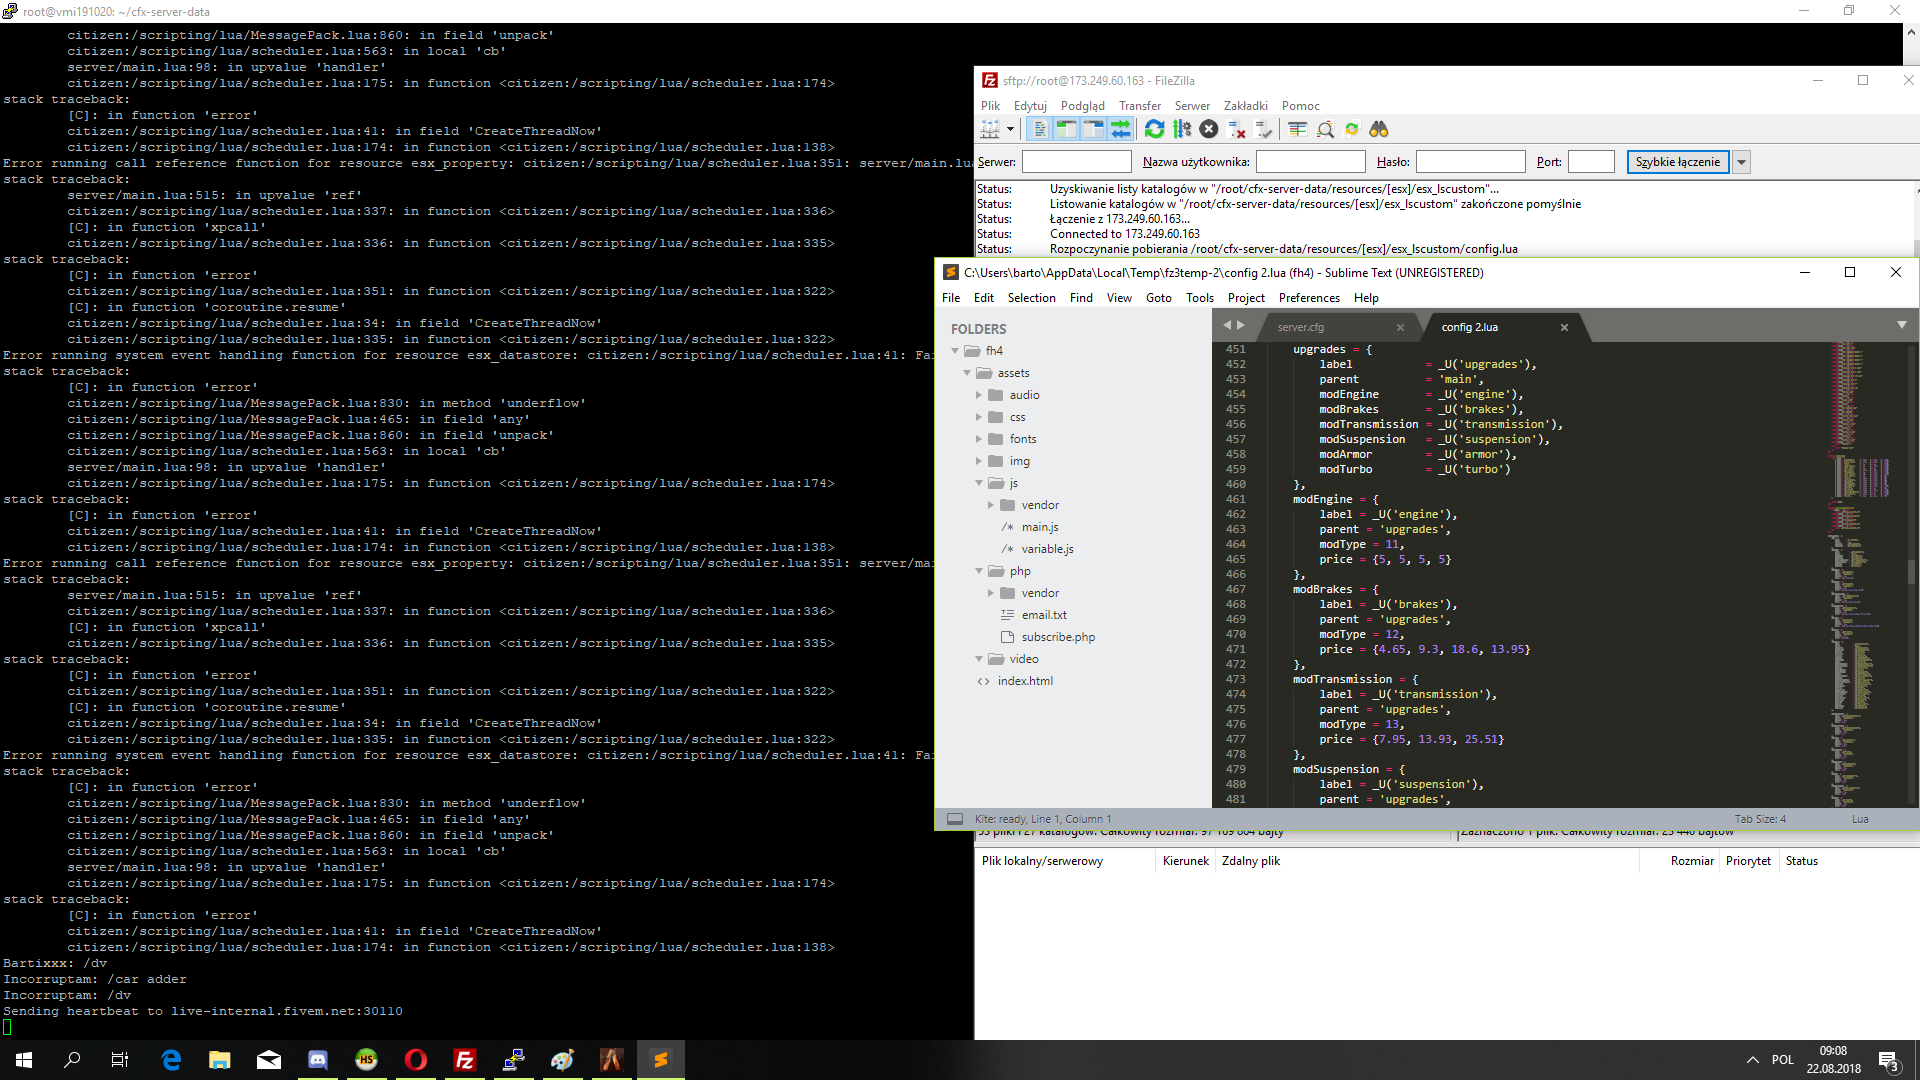 root@vmi191020: ~/cfx-server-data
citizen:/scripting/lua/MessagePack.lua:860: in field 'unpack'
citizen:/scripting/lua/scheduler.lua:563: in local 'cb'
server/main.lua:98: in upvalue 'handler'
citizen:/scripting/lua/scheduler.lua:175: in function <citizen:/scripting/lua/scheduler.lua:174>
stack traceback:
[C]: in function 'error'
citizen:/scripting/lua/scheduler.lua:41: in field 'CreateThreadNow'
citizen:/scripting/lua/scheduler.lua:174: in function <citizen:/scripting/lua/scheduler.lua:138>
Error running call reference function for resource esx_property: citizen:/scripting/lua/scheduler.lua:351: server/main.lua
stack traceback:
server/main.lua:515: in upvalue 'ref'
citizen:/scripting/lua/scheduler.lua:337: in function <citizen:/scripting/lua/scheduler.lua:336>
[C]: in function 'xpcall'
citizen:/scripting/lua/scheduler.lua:336: in function <citizen:/scripting/lua/scheduler.lua:335>
stack traceback:
[C]: in function 'error'
citizen:/scripting/lua/scheduler.lua:351: in function <citizen:/scripting/lua/scheduler.lua:322>
[C]: in function 'coroutine.resume'
citizen:/scripting/lua/scheduler.lua:34: in field 'CreateThreadNow'
citizen:/scripting/lua/scheduler.lua:335: in function <citizen:/scripting/lua/scheduler.lua:322>
Error running system event handling function for resource esx_datastore: citizen:/scripting/lua/scheduler.lua:41: Fai
stack traceback:
[C]: in function 'error'
citizen:/scripting/lua/MessagePack.lua:830: in method 'underflow'
citizen:/scripting/lua/MessagePack.lua:465: in field 'any'
citizen:/scripting/lua/MessagePack.lua:860: in field 'unpack'
citizen:/scripting/lua/scheduler.lua:563: in local 'cb'
server/main.lua:98: in upvalue 'handler'
citizen:/scripting/lua/scheduler.lua:175: in function <citizen:/scripting/lua/scheduler.lua:174>
stack traceback:
[C]: in function 'error'
citizen:/scripting/lua/scheduler.lua:41: in field 'CreateThreadNow'
citizen:/scripting/lua/scheduler.lua:174: in function <citizen:/scripting/lua/scheduler.lua:138>
Error running call reference function for resource esx_property: citizen:/scripting/lua/scheduler.lua:351: server/mai
stack traceback:
server/main.lua:515: in upvalue 'ref'
citizen:/scripting/lua/scheduler.lua:337: in function <citizen:/scripting/lua/scheduler.lua:336>
[C]: in function 'xpcall'
citizen:/scripting/lua/scheduler.lua:336: in function <citizen:/scripting/lua/scheduler.lua:335>
stack traceback:
[C]: in function 'error'
citizen:/scripting/lua/scheduler.lua:351: in function <citizen:/scripting/lua/scheduler.lua:322>
[C]: in function 'coroutine.resume'
citizen:/scripting/lua/scheduler.lua:34: in field 'CreateThreadNow'
citizen:/scripting/lua/scheduler.lua:335: in function <citizen:/scripting/lua/scheduler.lua:322>
Error running system event handling function for resource esx_datastore: citizen:/scripting/lua/scheduler.lua:41: Fai
stack traceback:
[C]: in function 'error'
citizen:/scripting/lua/MessagePack.lua:830: in method 'underflow'
citizen:/scripting/lua/MessagePack.lua:465: in field 'any'
citizen:/scripting/lua/MessagePack.lua:860: in field 'unpack'
citizen:/scripting/lua/scheduler.lua:563: in local 'cb'
server/main.lua:98: in upvalue 'handler'
citizen:/scripting/lua/scheduler.lua:175: in function <citizen:/scripting/lua/scheduler.lua:174>
stack traceback:
[C]: in function 'error'
citizen:/scripting/lua/scheduler.lua:41: in field 'CreateThreadNow'
citizen:/scripting/lua/scheduler.lua:174: in function <citizen:/scripting/lua/scheduler.lua:138>
Bartixxx: /dv
Incorruptam: /car adder
Incorruptam: /dv
Sending heartbeat to live-internal.fivem.net:30110
sftp://root@173.249.60.163 - FileZilla
Plik Edytuj Podgląd Transfer Serwer Zakładki Pomoc
Serwer: Nazwa użytkownika: Hasło: Port: Szybkie łączenie
Status: Uzyskiwanie listy katalogów w "/root/cfx-server-data/resources/[esx]/esx_lscustom"...
Status: Listowanie katalogów w "/root/cfx-server-data/resources/[esx]/esx_lscustom" zakończone pomyślnie
Status: Łączenie z 173.249.60.163...
Status: Connected to 173.249.60.163
Status: Rozpoczynanie pobierania /root/cfx-server-data/resources/[esx]/esx_lscustom/config.lua
C:\Users\barto\AppData\Local\Temp\fz3temp-2\config 2.lua (fh4) - Sublime Text (UNREGISTERED)
File Edit Selection Find View Goto Tools Project Preferences Help
FOLDERS
fh4
assets
audio
css
fonts
img
js
vendor
main.js
variable.js
php
vendor
email.txt
subscribe.php
video
index.html
server.cfg config 2.lua
451 upgrades = {
452 label = _U('upgrades'),
453 parent = 'main',
454 modEngine = _U('engine'),
455 modBrakes = _U('brakes'),
456 modTransmission = _U('transmission'),
457 modSuspension = _U('suspension'),
458 modArmor = _U('armor'),
459 modTurbo = _U('turbo')
460 },
461 modEngine = {
462 label = _U('engine'),
463 parent = 'upgrades',
464 modType = 11,
465 price = {5, 5, 5, 5}
466 },
467 modBrakes = {
468 label = _U('brakes'),
469 parent = 'upgrades',
470 modType = 12,
471 price = {4.65, 9.3, 18.6, 13.95}
472 },
473 modTransmission = {
474 label = _U('transmission'),
475 parent = 'upgrades',
476 modType = 13,
477 price = {7.95, 13.93, 25.51}
478 },
479 modSuspension = {
480 label = _U('suspension'),
481 parent = 'upgrades',
Kite: ready, Line 1, Column 1 Tab Size: 4 Lua
93 pliki i 27 katalogów. Całkowity rozmiar: 97 169 804 bajty Zaznaczono 1 plik. Całkowity rozmiar: 23 440 bajtów
Plik lokalny/serwerowy Kierunek Zdalny plik Rozmiar Priorytet Status
POL
09:08
22.08.2018
3